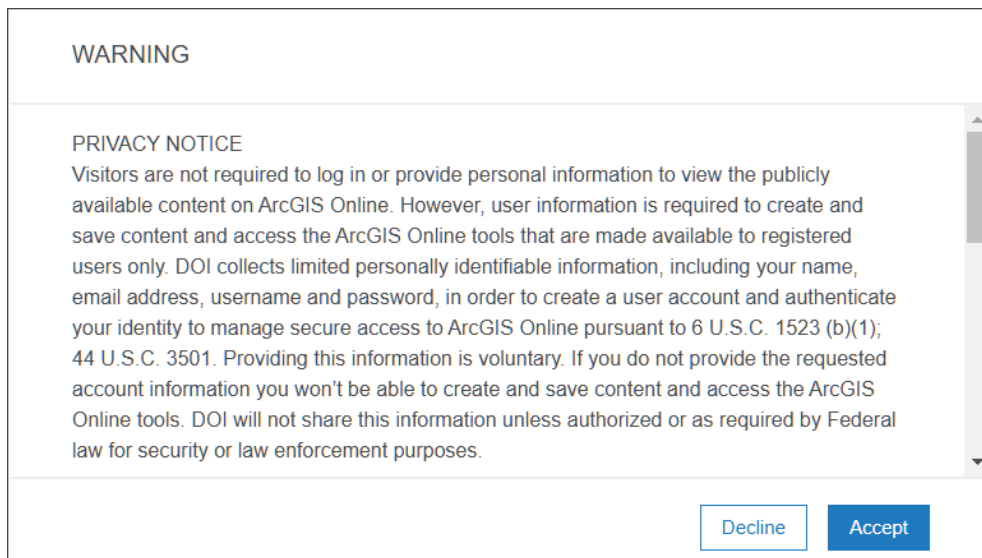 WARNING
PRIVACY NOTICE
Visitors are not required to log in or provide personal information to view the publicly
available content on ArcGIS Online. However, user information is required to create and
save content and access the ArcGIS Online tools that are made available to registered
users only. DOI collects limited personally identifiable information, including your name,
email address, username and password, in order to create a user account and authenticate
your identity to manage secure access to ArcGIS Online pursuant to 6 U.S.C. 1523 (b)(1);
44 U.S.C. 3501. Providing this information is voluntary. If you do not provide the requested
account information you won’t be able to create and save content and access the ArcGIS
Online tools. DOI will not share this information unless authorized or as required by Federal
law for security or law enforcement purposes.
Decline Accept